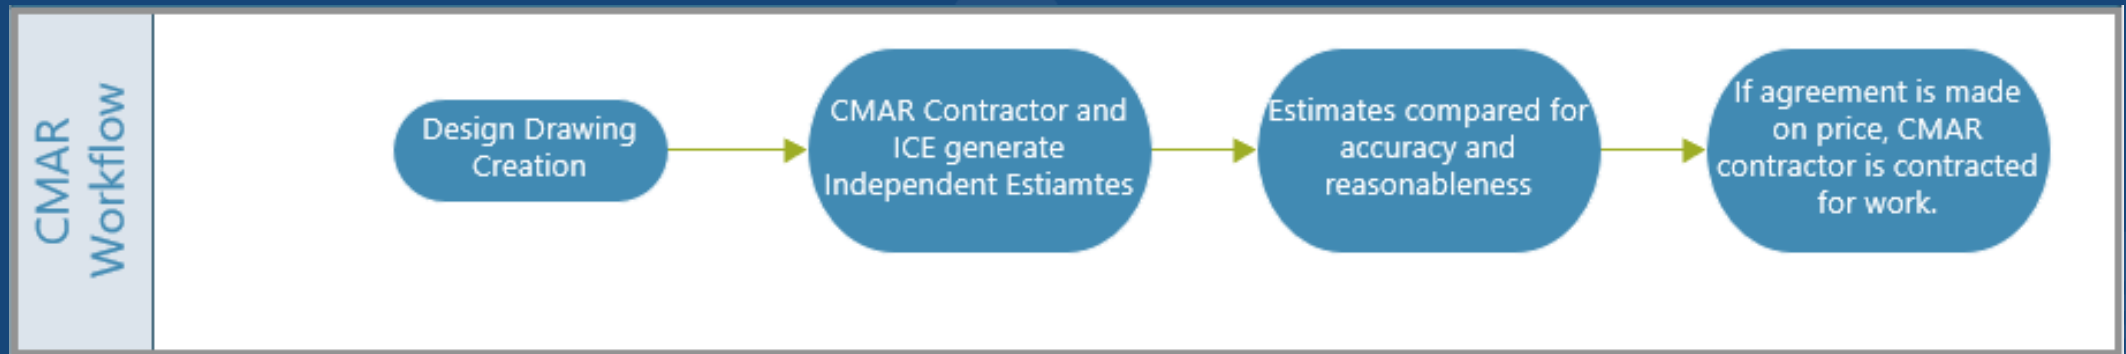 CMAR
Workflow
Design Drawing
Creation
CMAR Contractor and
ICE generate
Independent Estiamtes
Estimates compared for
accuracy and
reasonableness
If agreement is made
on price, CMAR
contractor is contracted
for work.